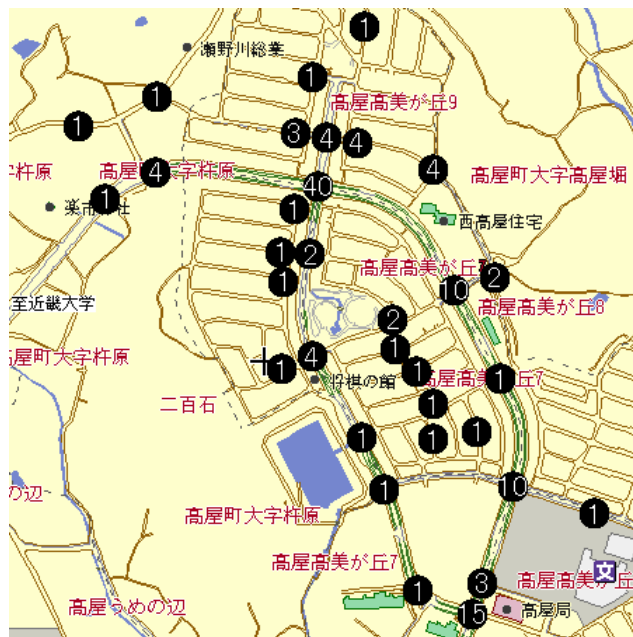 1
瀬野川総業
1
1
高屋高美が丘9
1
3
4
4
字杵原
4
高屋町大字杵原
4
高屋町大字高屋堀
40
1
1
西高屋住宅
1
2
高屋高美が丘7
1
2
10
至近畿大学
高屋高美が丘8
2
1
高屋町大字杵原
4
1
1
将棋の館
高屋高美が丘7
1
二百石
1
1
1
1
1
10
の辺
高屋町大字杵原
1
高屋高美が丘7
文
高屋高美が丘
3
1
高屋うめの辺
15
高屋局